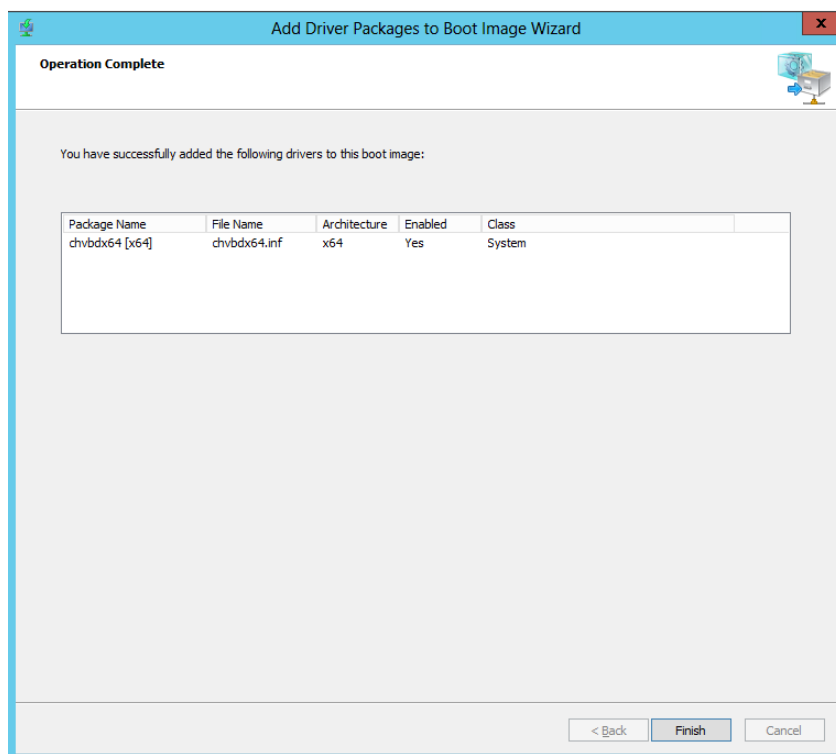 Add Driver Packages to Boot Image Wizard
x
Operation Complete
You have successfully added the following drivers to this boot image:
Package Name File Name Architecture Enabled Class
chvbdx64 [x64] chvbdx64.inf x64 Yes System
< Back Finish Cancel